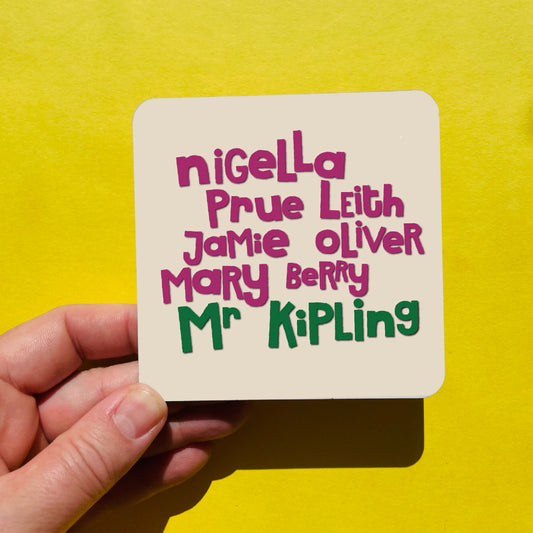 niGeLLa
Prue LEith
JaMie OLiVER
MaRy BeRRy
Mr KiPLing